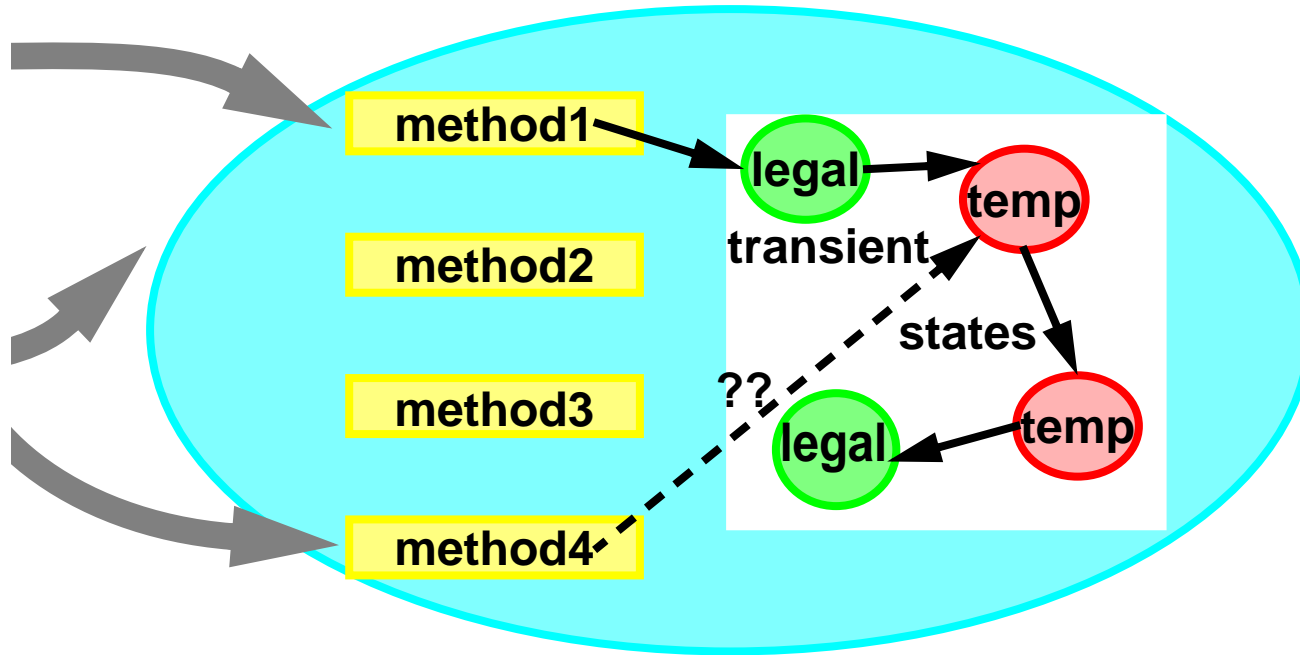 method1
legal
temp
transient
method2
states
??
method3
legal
temp
method4